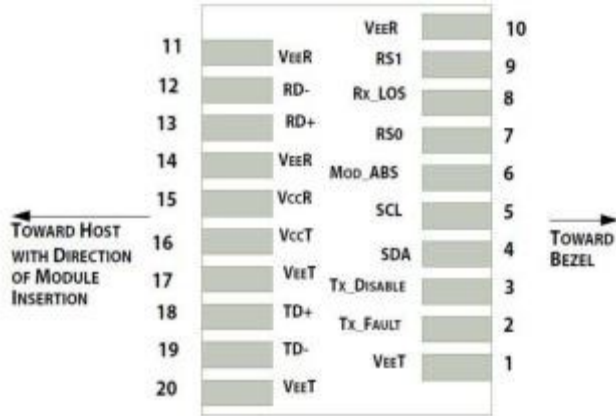 VEER 10
11 VEER RS1 9
12 RD- RX_LOS 8
13 RD+ RS0 7
14 VEER MOD_ABS 6
15 VCCR SCL 5
16 VCCT SDA 4
17 VEET TX_DISABLE 3
18 TD+ TX_FAULT 2
19 TD- VEET 1
20 VEET
TOWARD HOST
WITH DIRECTION
OF MODULE
INSERTION
TOWARD
BEZEL